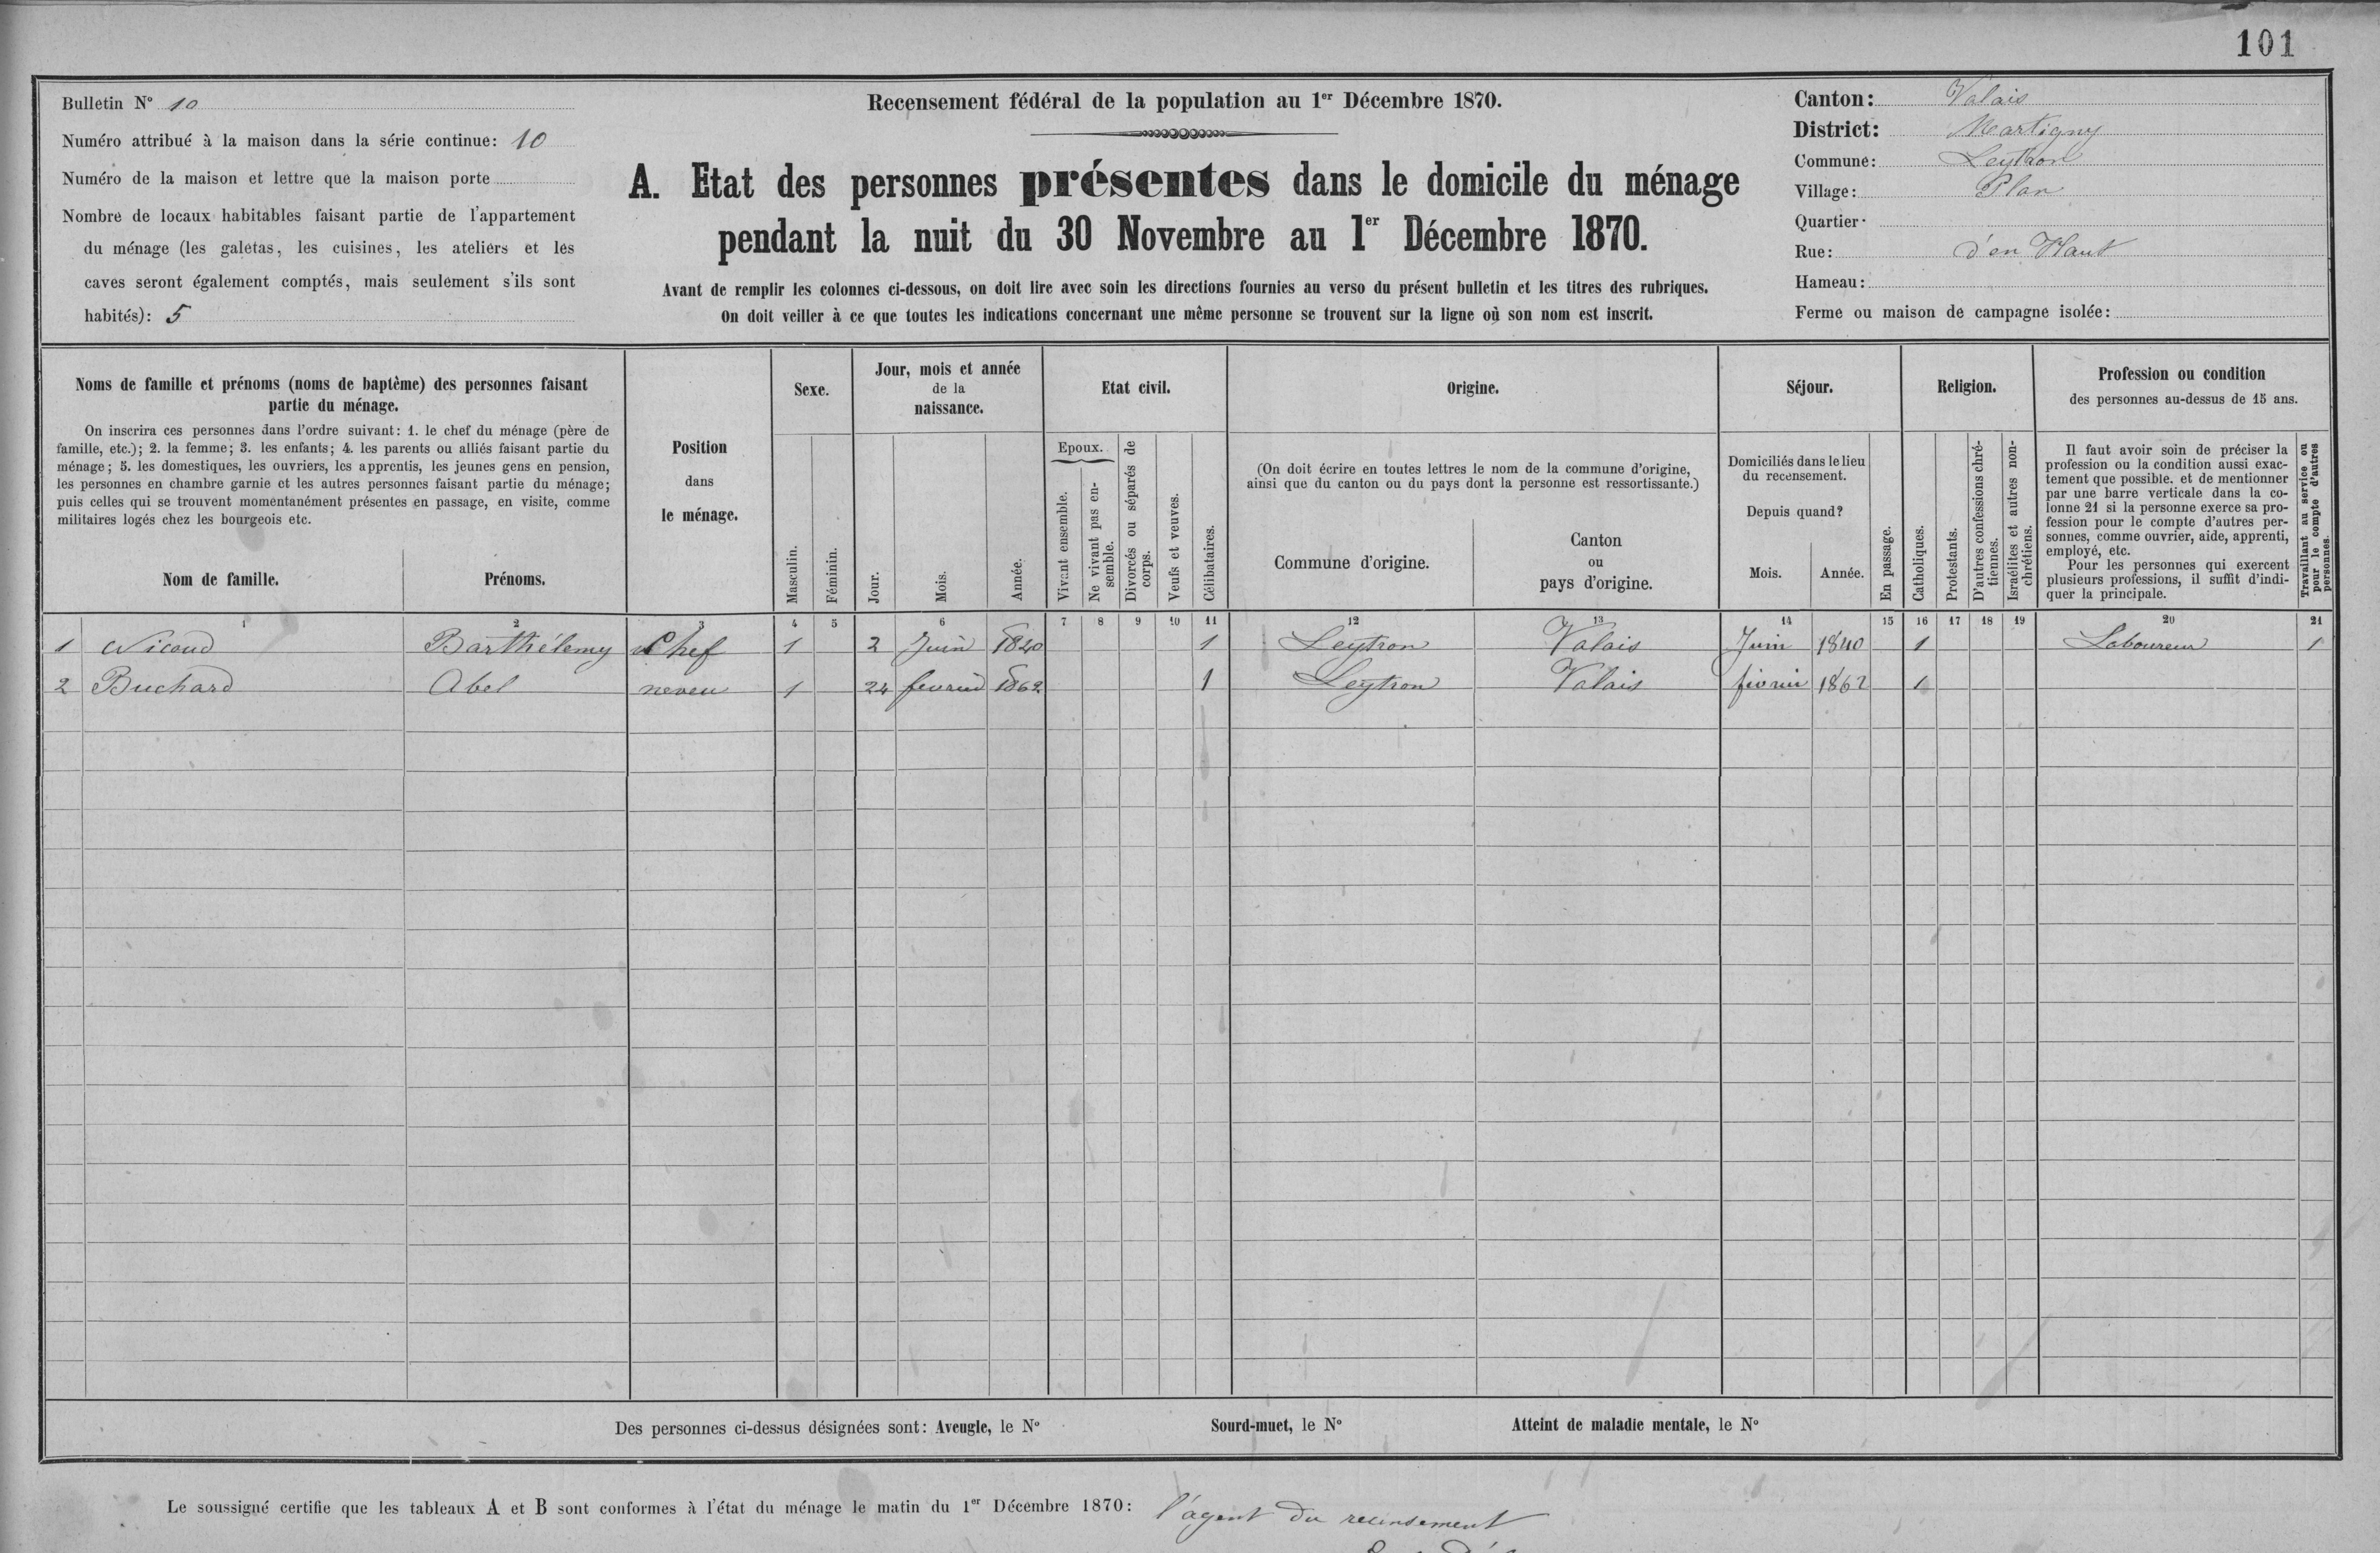 101
Bulletin N° 10
Numéro attribué à la maison dans la série continue: 10
Numéro de la maison et lettre que la maison porte
Nombre de locaux habitables faisant partie de l'appartement
du ménage (les galetas, les cuisines, les ateliers et les
caves seront également comptés, mais seulement s'ils sont
habités): 5
Recensement fédéral de la population au 1er Décembre 1870.
A. Etat des personnes présentes dans le domicile du ménage
pendant la nuit du 30 Novembre au 1er Décembre 1870.
Avant de remplir les colonnes ci-dessous, on doit lire avec soin les directions fournies au verso du présent bulletin et les titres des rubriques.
On doit veiller à ce que toutes les indications concernant une même personne se trouvent sur la ligne où son nom est inscrit.
Canton: Valais
District: Martigny
Commune: Leytron
Village: Plan
Quartier
Rue: d'en Haut
Hameau:
Ferme ou maison de campagne isolée:
Noms de famille et prénoms (noms de baptème) des personnes faisant
partie du ménage.
On inscrira ces personnes dans l'ordre suivant: 1. le chef du ménage (père de
famille, etc.); 2. la femme; 3. les enfants; 4. les parents ou alliés faisant partie du
ménage; 5. les domestiques, les ouvriers, les apprentis, les jeunes gens en pension,
les personnes en chambre garnie et les autres personnes faisant partie du ménage;
puis celles qui se trouvent momentanément présentes en passage, en visite, comme
militaires logés chez les bourgeois etc.
Nom de famille.
Prénoms.
Position
dans
le ménage.
Sexe.
Masculin.
Féminin.
Jour, mois et année
de la
naissance.
Jour.
Mois.
Année.
Etat civil.
Epoux.
Vivant ensemble.
Ne vivant pas en-
semble.
Divorcés ou séparés de
corps.
Veufs et veuves.
Célibataires.
Origine.
(On doit écrire en toutes lettres le nom de la commune d'origine,
ainsi que du canton ou du pays dont la personne est ressortissante.)
Commune d'origine.
Canton
ou
pays d'origine.
Séjour.
Domiciliés dans le lieu
du recensement.
Depuis quand?
Mois.
Année.
En passage.
Religion.
Catholiques.
Protestants.
D'autres confessions chré-
tiennes.
Israélites et autres non-
chrétiens.
Profession ou condition
des personnes au-dessus de 15 ans.
Il faut avoir soin de préciser la
profession ou la condition aussi exac-
tement que possible. et de mentionner
par une barre verticale dans la co-
lonne 21 si la personne exerce sa pro-
fession pour le compte d'autres per-
sonnes, comme ouvrier, aide, apprenti,
employé, etc.
Pour les personnes qui exercent
plusieurs professions, il suffit d'indi-
quer la principale.
Travaillant au service ou
pour le compte d'autres
personnes.
1 2 3 4 5 6 7 8 9 10 11 12 13 14 15 16 17 18 19 20 21
1 Nicoud Barthélemy Chef 1 2 Juin 1840 1 Leytron Valais Juin 1840 1 Laboureur 1
2 Buchard Abel neveu 1 24 fevrier 1862 1 Leytron Valais février 1862 1
Des personnes ci-dessus désignées sont: Aveugle, le N° Sourd-muet, le N° Atteint de maladie mentale, le N°
Le soussigné certifie que les tableaux A et B sont conformes à l'état du ménage le matin du 1er Décembre 1870: l'agent du recensement